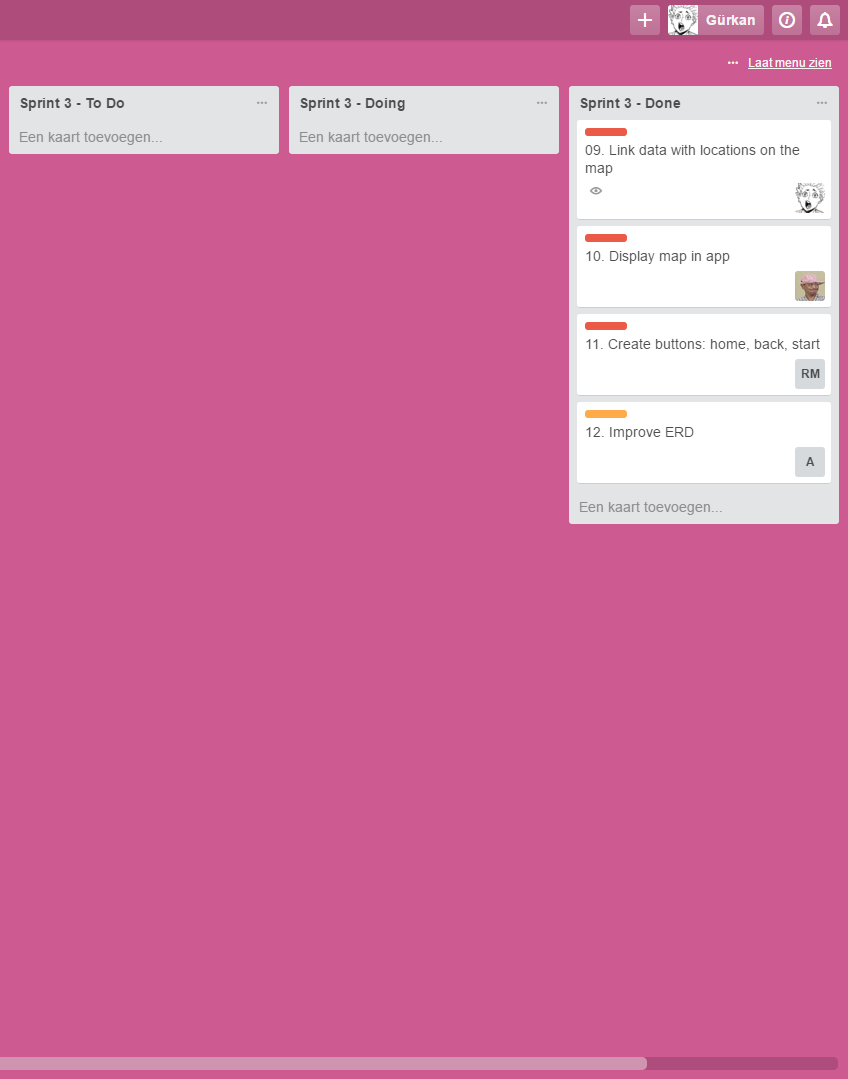 Gürkan
Laat menu zien
Sprint 3 - To Do
Een kaart toevoegen...
Sprint 3 - Doing
Een kaart toevoegen...
Sprint 3 - Done
09. Link data with locations on the
map
10. Display map in app
11. Create buttons: home, back, start
RM
12. Improve ERD
A
Een kaart toevoegen...